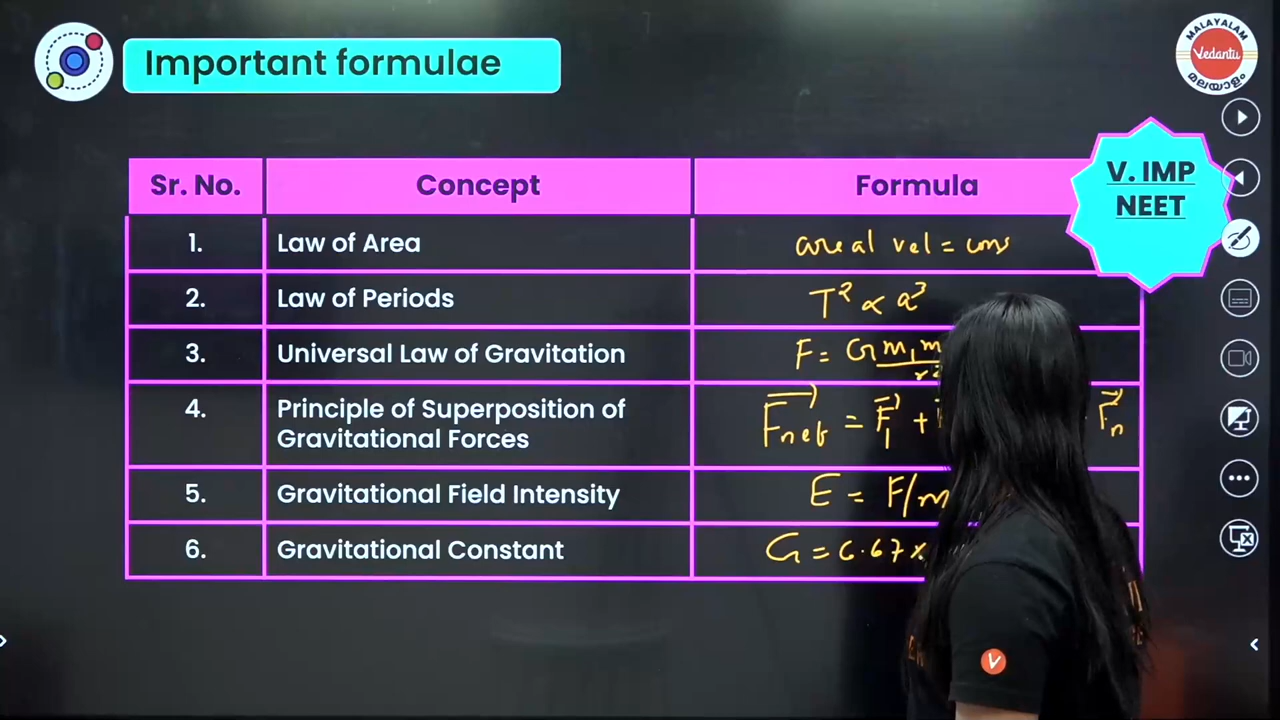 Important formulae
MALAYALAM
Vedantu
മലയാളം
V. IMP
NEET
Sr. No. Concept Formula
1. Law of Area areal vel = cons
2. Law of Periods T² ∝ a³
3. Universal Law of Gravitation F = G m₁ m
r²
4. Principle of Superposition of
Gravitational Forces
F⃗net = F⃗₁ + F⃗n
5. Gravitational Field Intensity E = F/m
6. Gravitational Constant G = 6.67 x
V